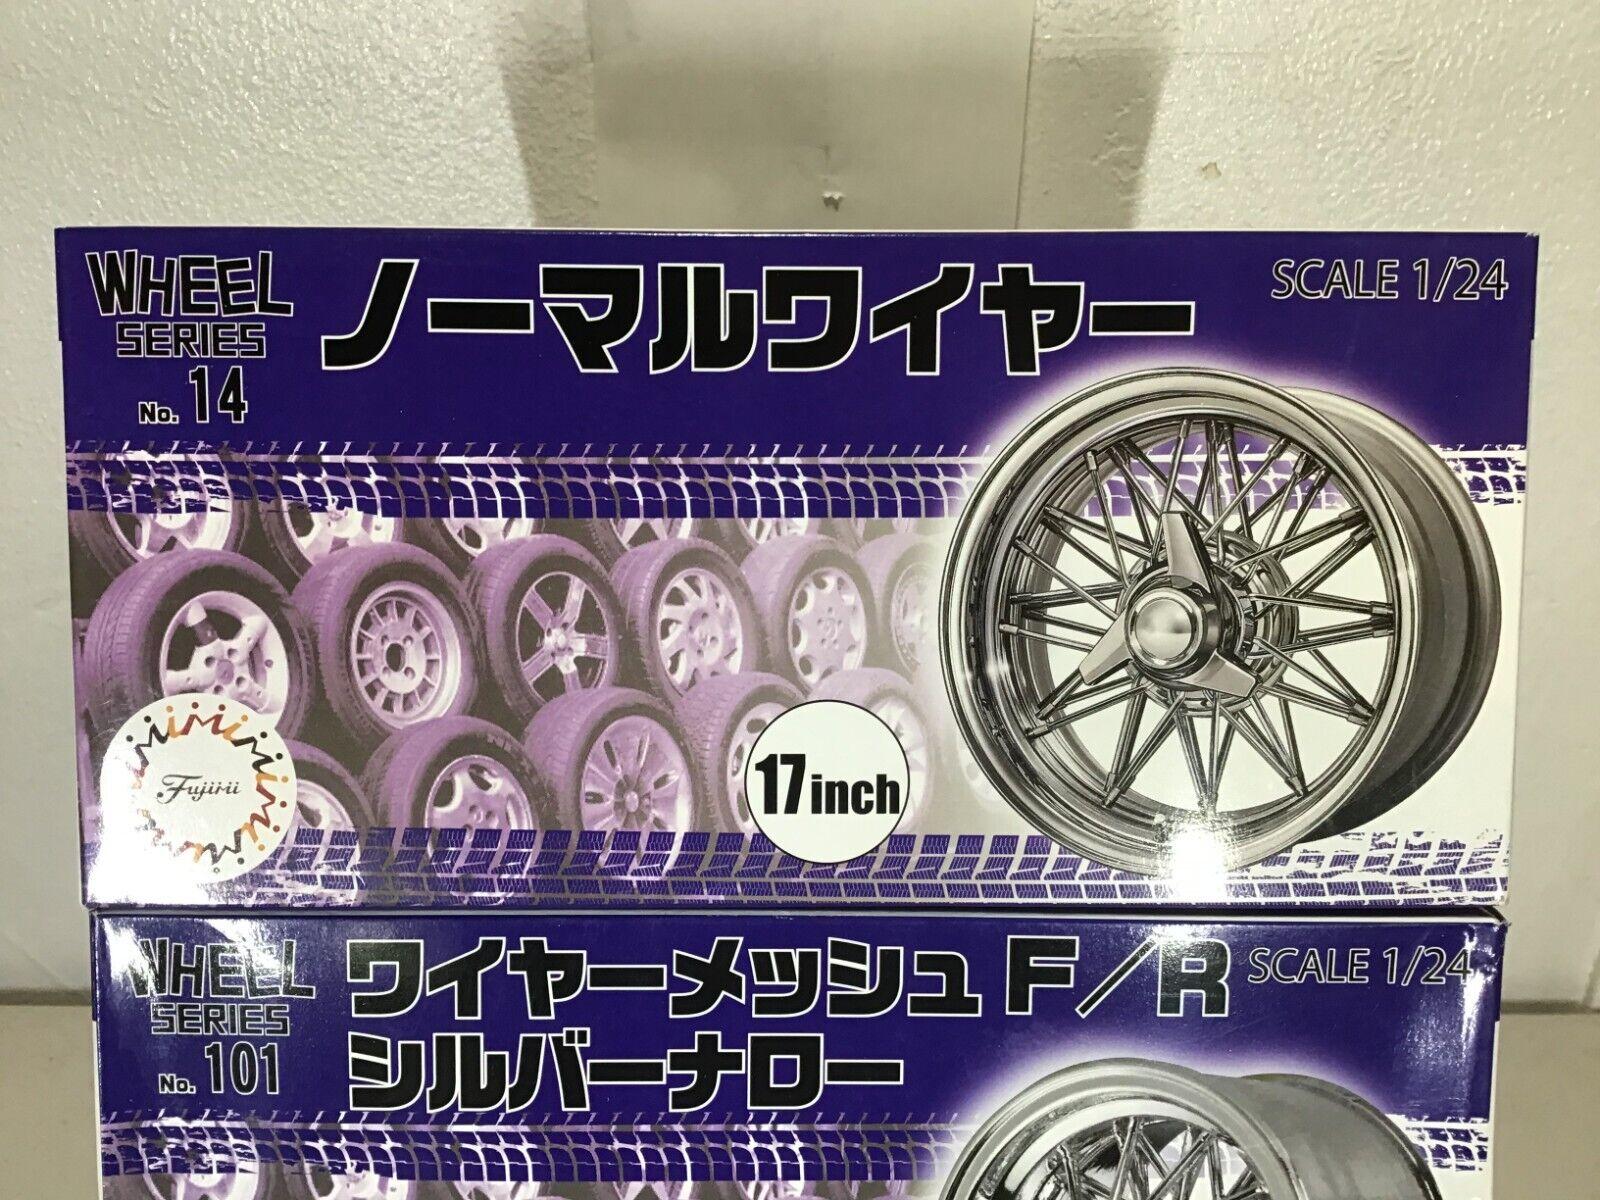 WHEEL
SERIES
No. 14
ノーマルワイヤー
SCALE 1/24
Fujimi
17inch
WHEEL
SERIES
No. 101
ワイヤーメッシュF/R
シルバーナロー
SCALE 1/24